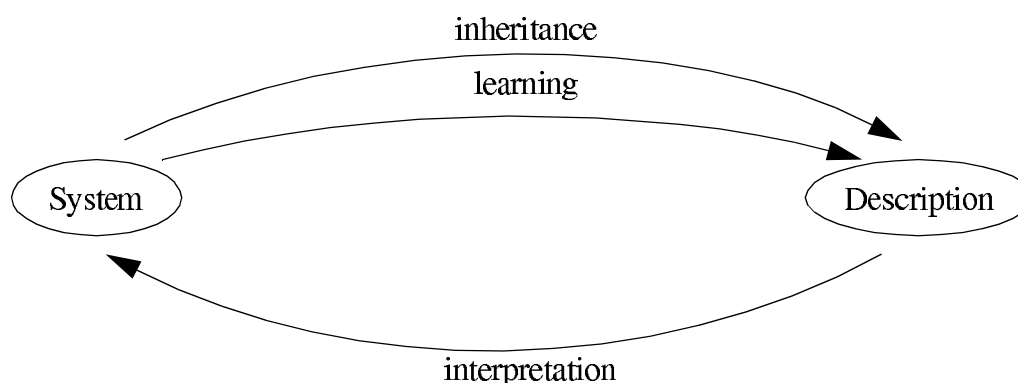 inheritance
learning
System
Description
interpretation